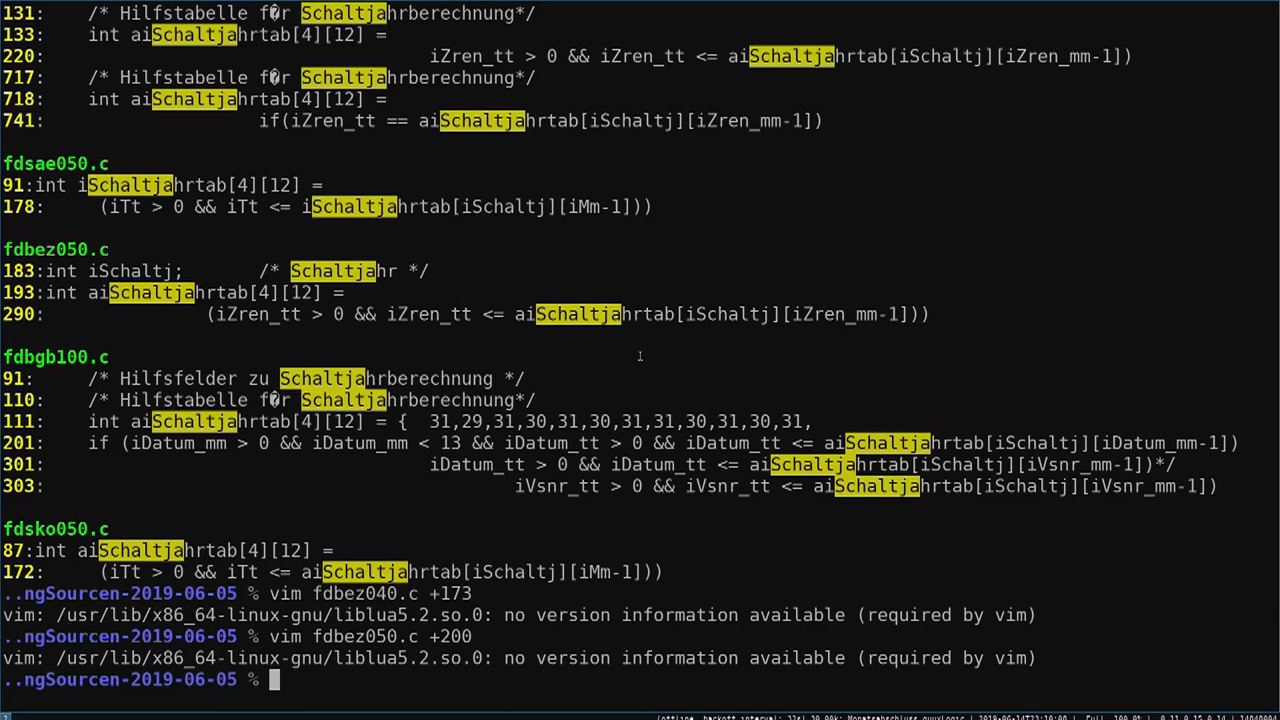 131:    /* Hilfstabelle f�r Schaltjahrberechnung*/
133:    int aiSchaltjahrtab[4][12] =
220:                                    iZren_tt > 0 && iZren_tt <= aiSchaltjahrtab[iSchaltj][iZren_mm-1])
717:    /* Hilfstabelle f�r Schaltjahrberechnung*/
718:    int aiSchaltjahrtab[4][12] =
741:                    if(iZren_tt == aiSchaltjahrtab[iSchaltj][iZren_mm-1])
fdsae050.c
91:int iSchaltjahrtab[4][12] =
178:     (iTt > 0 && iTt <= iSchaltjahrtab[iSchaltj][iMm-1]))
fdbez050.c
183:int iSchaltj;       /* Schaltjahr */
193:int aiSchaltjahrtab[4][12] =
290:               (iZren_tt > 0 && iZren_tt <= aiSchaltjahrtab[iSchaltj][iZren_mm-1]))
fdbgb100.c
91:     /* Hilfsfelder zu Schaltjahrberechnung */
110:    /* Hilfstabelle f�r Schaltjahrberechnung*/
111:    int aiSchaltjahrtab[4][12] = {  31,29,31,30,31,30,31,31,30,31,30,31,
201:    if (iDatum_mm > 0 && iDatum_mm < 13 && iDatum_tt > 0 && iDatum_tt <= aiSchaltjahrtab[iSchaltj][iDatum_mm-1])
301:                                    iDatum_tt > 0 && iDatum_tt <= aiSchaltjahrtab[iSchaltj][iVsnr_mm-1])*/
303:                                            iVsnr_tt > 0 && iVsnr_tt <= aiSchaltjahrtab[iSchaltj][iVsnr_mm-1])
fdsko050.c
87:int aiSchaltjahrtab[4][12] =
172:     (iTt > 0 && iTt <= aiSchaltjahrtab[iSchaltj][iMm-1]))
..ngSourcen-2019-06-05 % vim fdbez040.c +173
vim: /usr/lib/x86_64-linux-gnu/liblua5.2.so.0: no version information available (required by vim)
..ngSourcen-2019-06-05 % vim fdbez050.c +200
vim: /usr/lib/x86_64-linux-gnu/liblua5.2.so.0: no version information available (required by vim)
..ngSourcen-2019-06-05 %